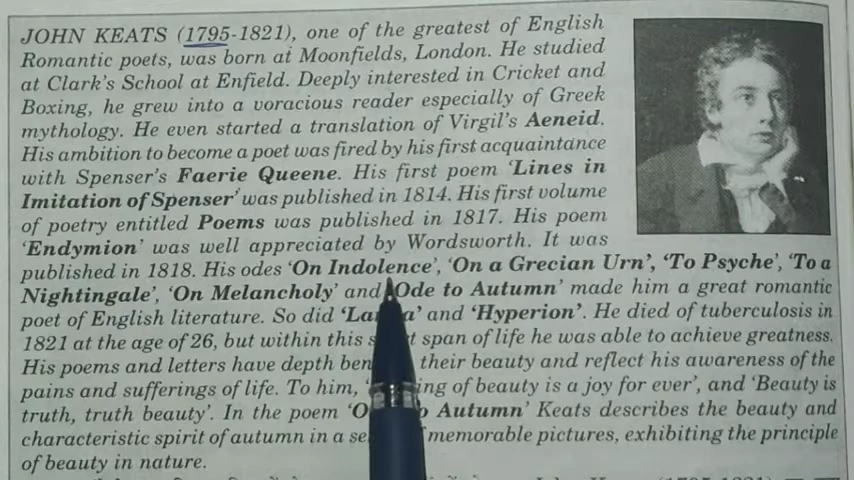 JOHN KEATS (1795-1821), one of the greatest of English
Romantic poets, was born at Moonfields, London. He studied
at Clark's School at Enfield. Deeply interested in Cricket and
Boxing, he grew into a voracious reader especially of Greek
mythology. He even started a translation of Virgil's Aeneid.
His ambition to become a poet was fired by his first acquaintance
with Spenser's Faerie Queene. His first poem 'Lines in
Imitation of Spenser' was published in 1814. His first volume
of poetry entitled Poems was published in 1817. His poem
'Endymion' was well appreciated by Wordsworth. It was
published in 1818. His odes 'On Indolence', 'On a Grecian Urn', 'To Psyche', 'To a
Nightingale', 'On Melancholy' and Ode to Autumn' made him a great romantic
poet of English literature. So did and 'Hyperion'. He died of tuberculosis in
1821 at the age of 26, but within this span of life he was able to achieve greatness.
His poems and letters have depth their beauty and reflect his awareness of the
pains and sufferings of life. To him, of beauty is a joy for ever', and 'Beauty is
truth, truth beauty'. In the poem Autumn' Keats describes the beauty and
characteristic spirit of autumn in a memorable pictures, exhibiting the principle
of beauty in nature.